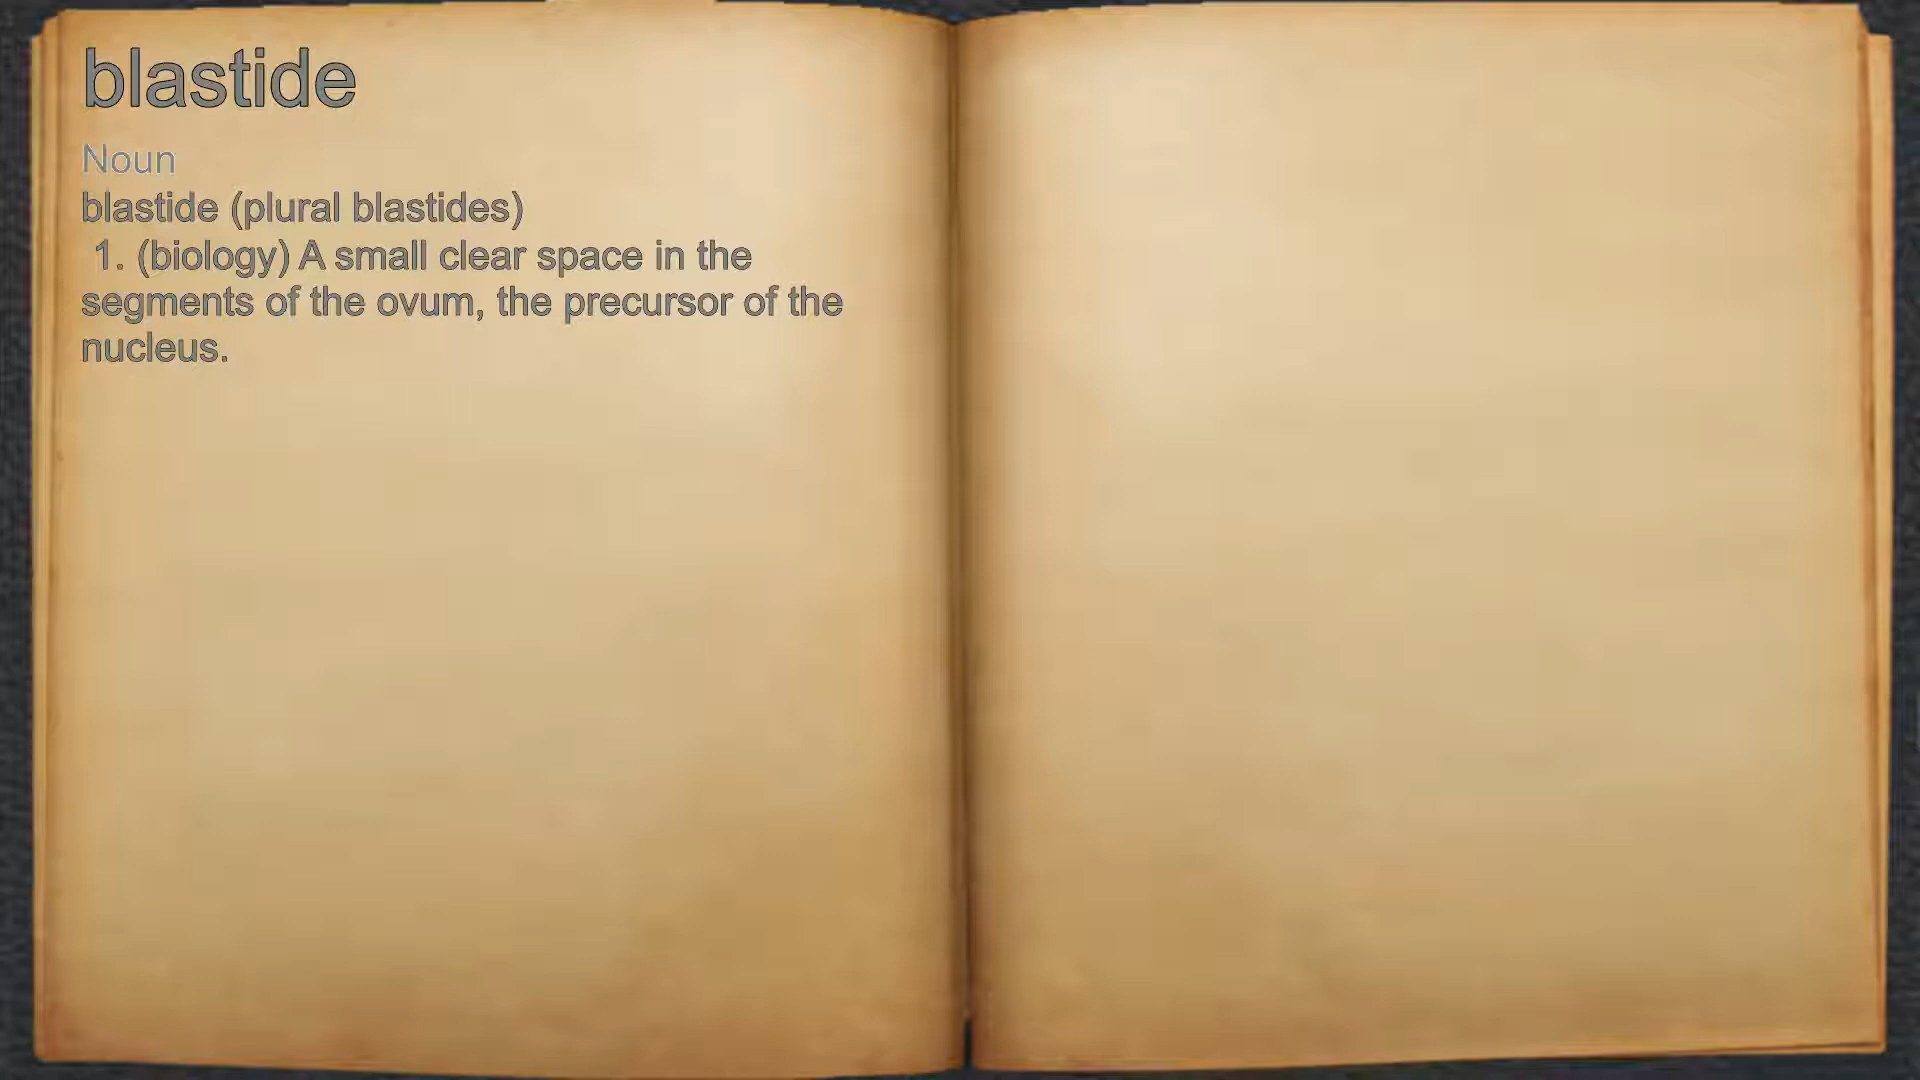 blastide
Noun
blastide (plural blastides)
1. (biology) A small clear space in the
segments of the ovum, the precursor of the
nucleus.